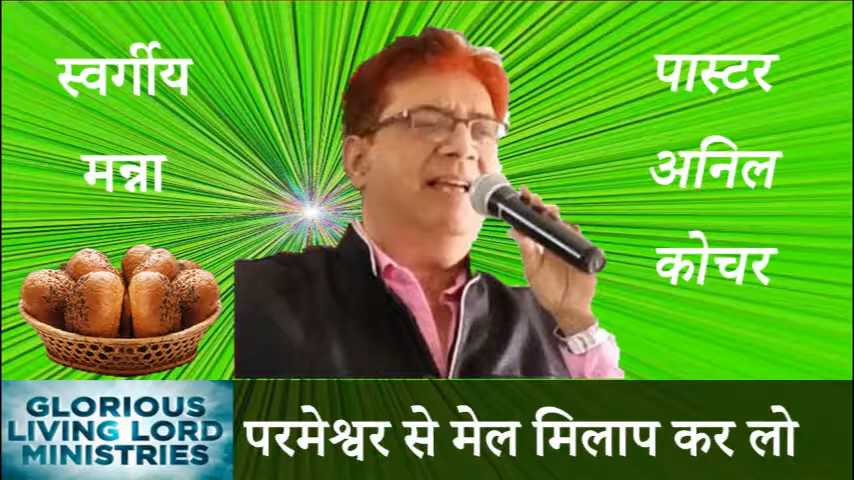 स्वर्गीय
मन्ना
पास्टर
अनिल
कोचर
GLORIOUS
LIVING LORD
MINISTRIES
परमेश्वर से मेल मिलाप कर लो